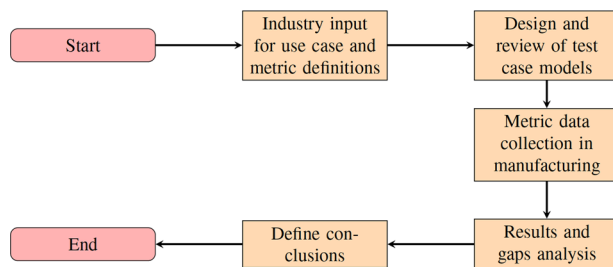 Start
Industry input
for use case and
metric definitions
Design and
review of test
case models
Metric data
collection in
manufacturing
Results and
gaps analysis
Define con-
clusions
End